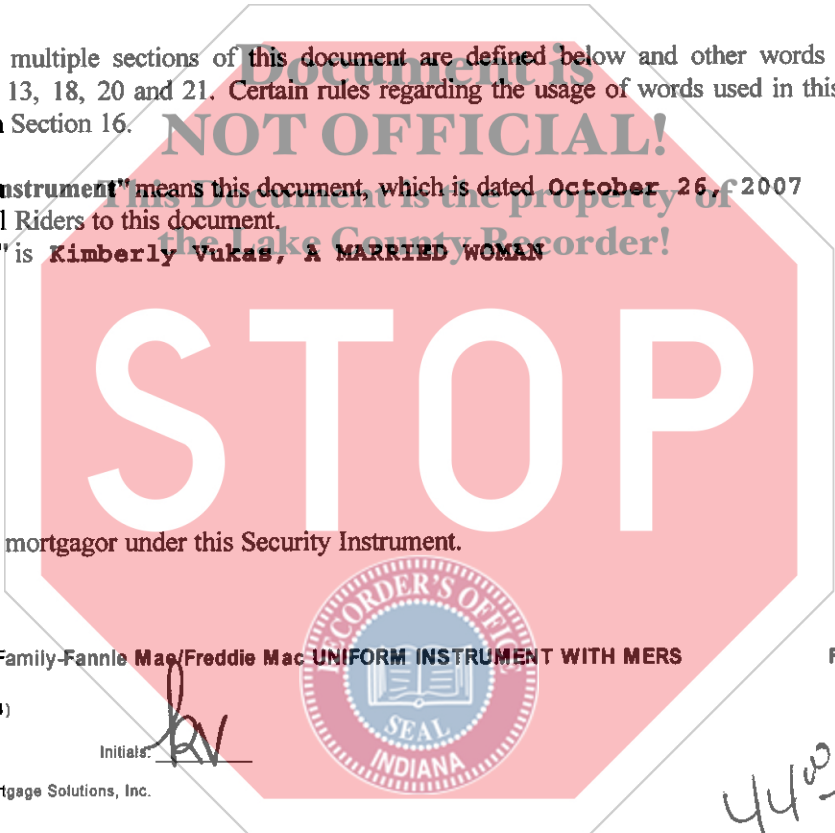 multiple sections of this document are defined below and other words
13, 18, 20 and 21. Certain rules regarding the usage of words used in this
Section 16.
Document is
NOT OFFICIAL!
This Document is the property of
the Lake County Recorder!
nstrument" means this document, which is dated October 26, 2007
l Riders to this document.
" is Kimberly Vukas, A MARRIED WOMAN
STOP
mortgagor under this Security Instrument.
RECORDER'S OFFICE
SEAL
INDIANA
Family-Fannie Mae/Freddie Mac UNIFORM INSTRUMENT WITH MERS F
)
Initials: kv
tgage Solutions, Inc.
44.00